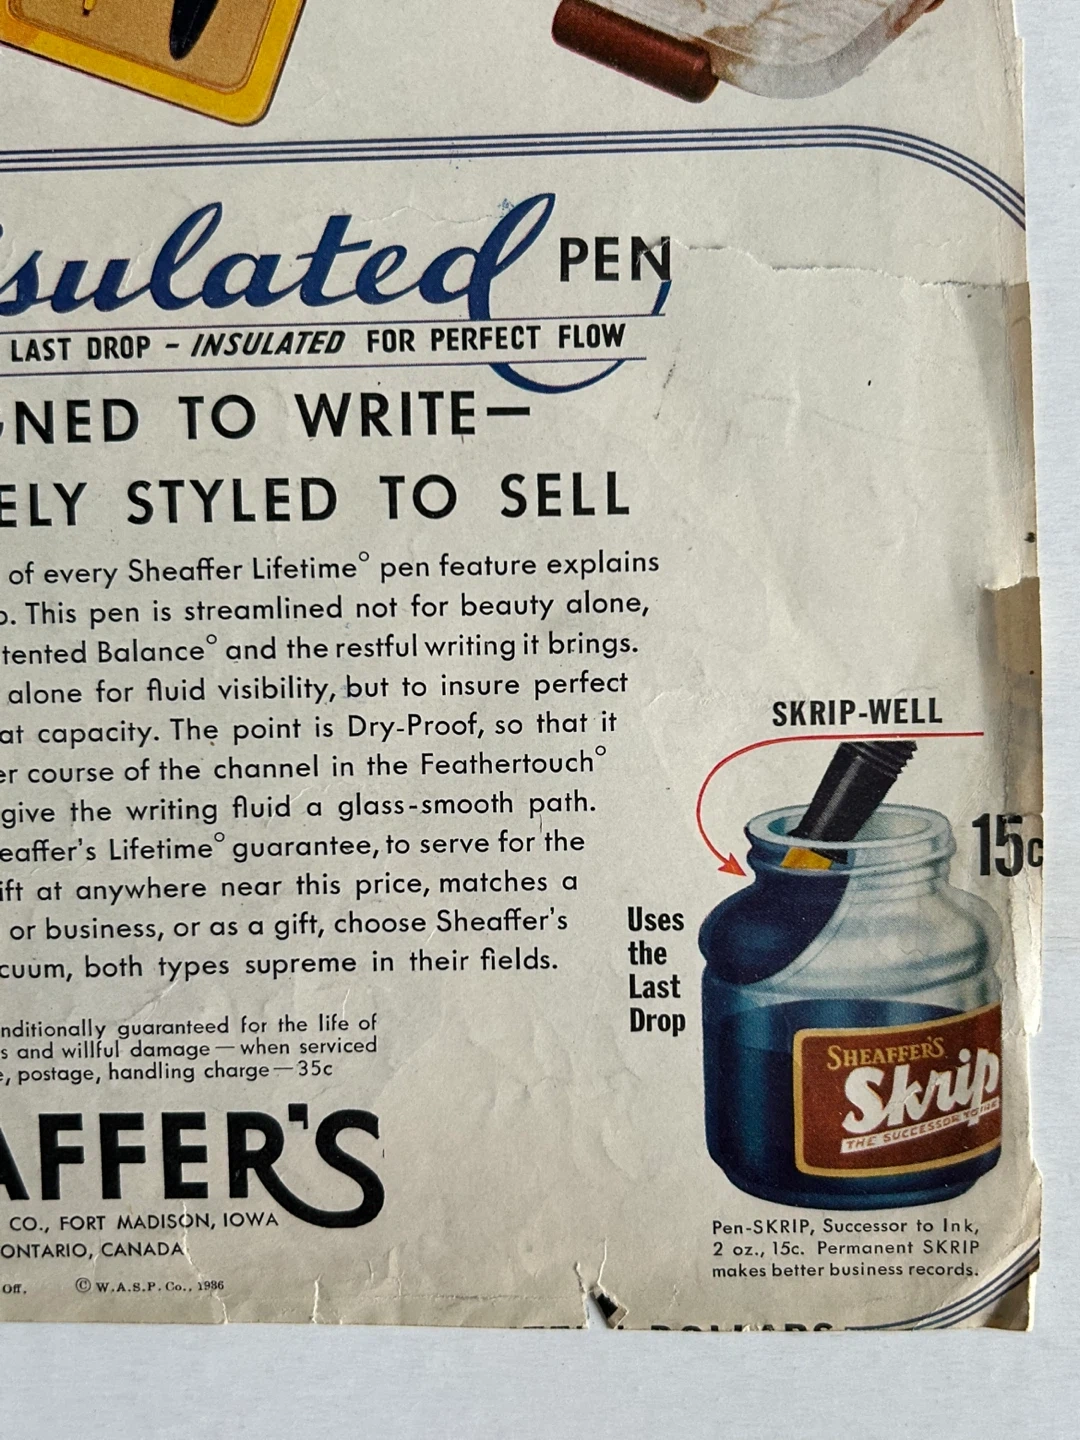 sulated PEN
LAST DROP – INSULATED FOR PERFECT FLOW
GNED TO WRITE—
ELY STYLED TO SELL
of every Sheaffer Lifetime° pen feature explains
This pen is streamlined not for beauty alone,
tented Balance° and the restful writing it brings.
alone for fluid visibility, but to insure perfect
at capacity. The point is Dry-Proof, so that it
er course of the channel in the Feathertouch°
give the writing fluid a glass-smooth path.
eaffer's Lifetime° guarantee, to serve for the
ift at anywhere near this price, matches a
or business, or as a gift, choose Sheaffer's
cuum, both types supreme in their fields.
nditionally guaranteed for the life of
s and willful damage—when serviced
e, postage, handling charge—35c
AFFER'S
CO., FORT MADISON, IOWA
ONTARIO, CANADA
Off. © W.A.S.P. Co., 1936
SKRIP-WELL
15c
Uses
the
Last
Drop
SHEAFFER'S
Skrip
THE SUCCESSOR TO INK
Pen-SKRIP, Successor to Ink,
2 oz., 15c. Permanent SKRIP
makes better business records.